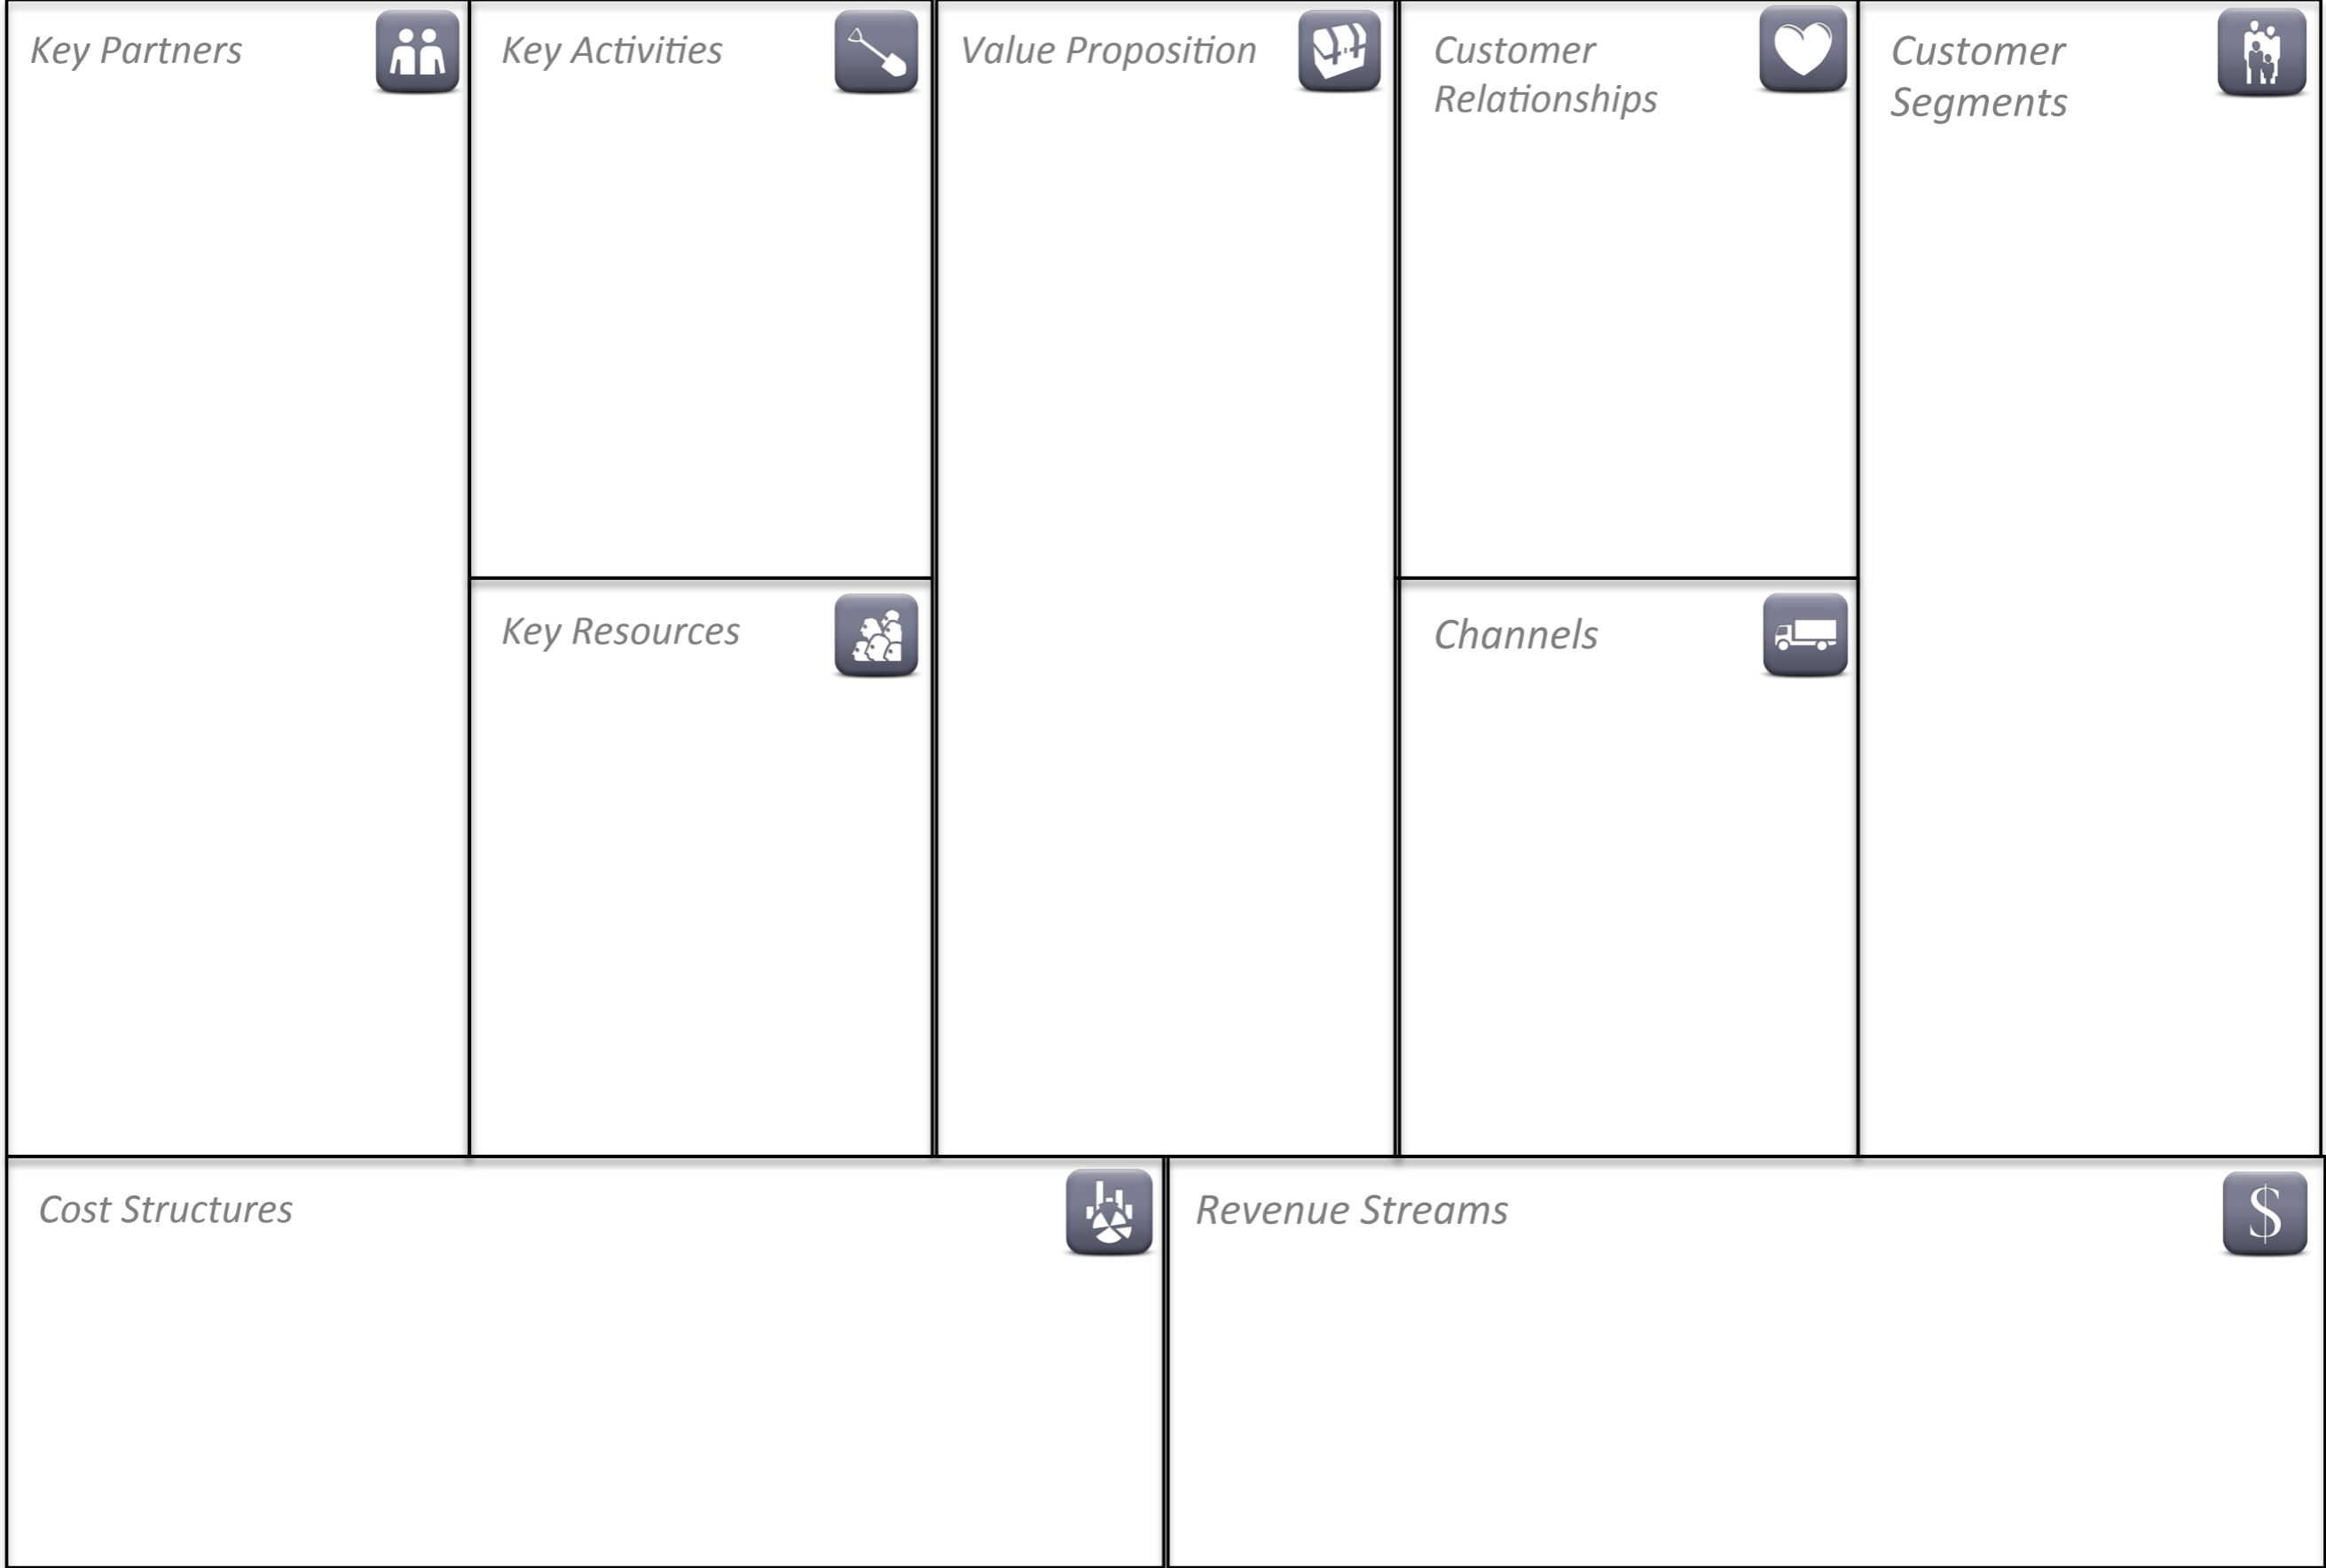 Key Partners
Key Activities
Value Proposition
Customer
Relationships
Customer
Segments
Key Resources
Channels
Cost Structures
Revenue Streams
$